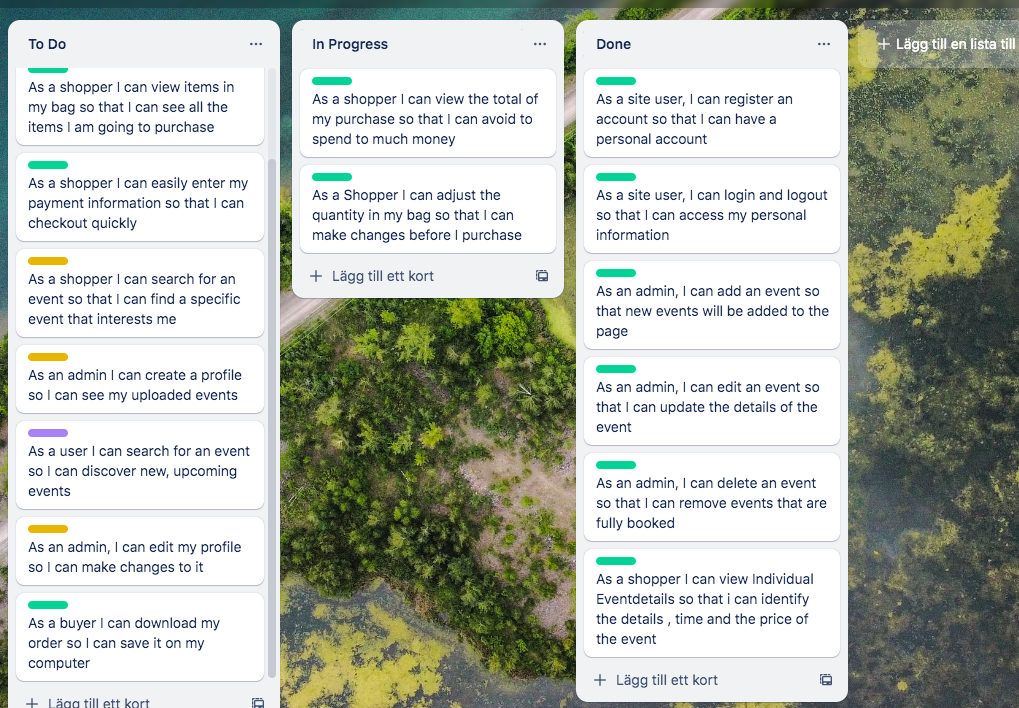 To Do
As a shopper I can view items in
my bag so that I can see all the
items I am going to purchase
As a shopper I can easily enter my
payment information so that I can
checkout quickly
As a shopper I can search for an
event so that I can find a specific
event that interests me
As an admin I can create a profile
so I can see my uploaded events
As a user I can search for an event
so I can discover new, upcoming
events
As an admin, I can edit my profile
so I can make changes to it
As a buyer I can download my
order so I can save it on my
computer
Lägg till ett kort
In Progress
As a shopper I can view the total of
my purchase so that I can avoid to
spend to much money
As a Shopper I can adjust the
quantity in my bag so that I can
make changes before I purchase
Lägg till ett kort
Done
As a site user, I can register an
account so that I can have a
personal account
As a site user, I can login and logout
so that I can access my personal
information
As an admin, I can add an event so
that new events will be added to the
page
As an admin, I can edit an event so
that I can update the details of the
event
As an admin, I can delete an event
so that I can remove events that are
fully booked
As a shopper I can view Individual
Eventdetails so that i can identify
the details , time and the price of
the event
Lägg till ett kort
Lägg till en lista till